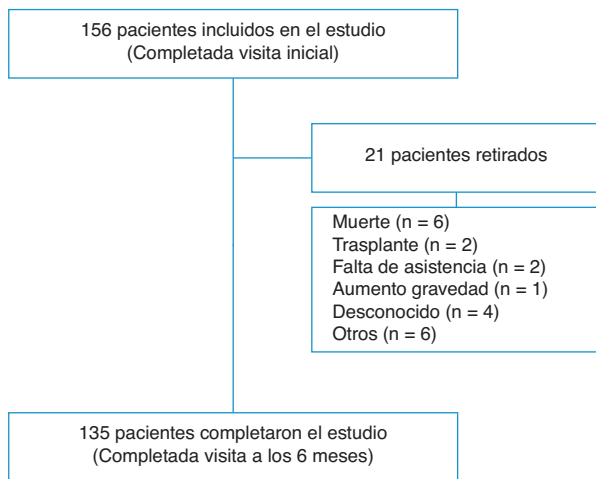 156 pacientes incluidos en el estudio
(Completada visita inicial)
21 pacientes retirados
Muerte (n = 6)
Trasplante (n = 2)
Falta de asistencia (n = 2)
Aumento gravedad (n = 1)
Desconocido (n = 4)
Otros (n = 6)
135 pacientes completaron el estudio
(Completada visita a los 6 meses)